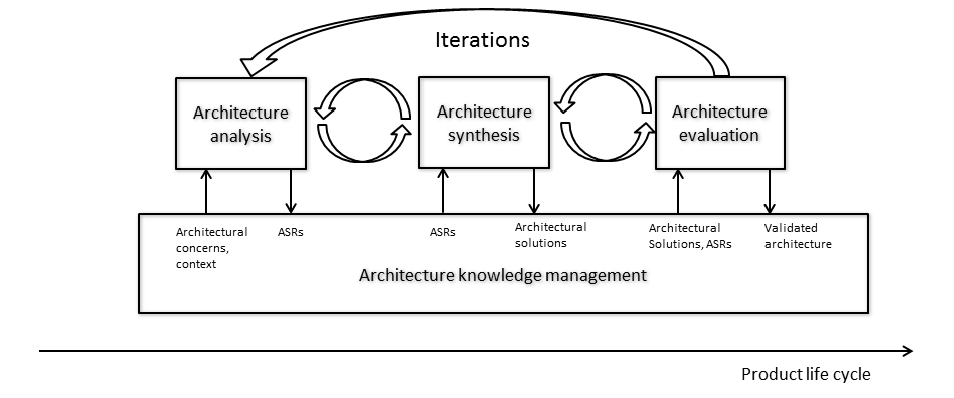 Iterations
Architecture
analysis
Architecture
synthesis
Architecture
evaluation
Architectural
concerns,
context
ASRs
ASRs
Architectural
solutions
Architectural
Solutions, ASRs
Validated
architecture
Architecture knowledge management
Product life cycle